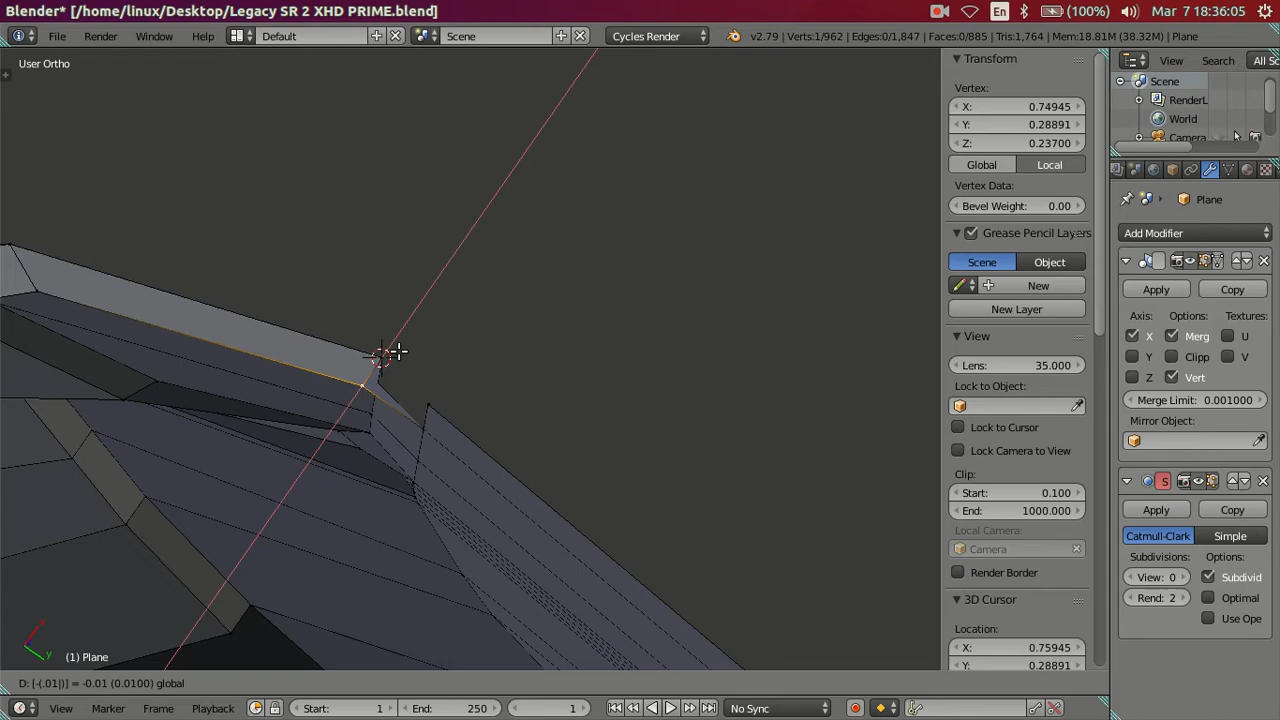 Blender* [/home/linux/Desktop/Legacy SR 2 XHD PRIME.blend]
En
(100%)
Mar 7 18:36:05
File Render Window Help
Default
Scene
Cycles Render
v2.79 | Verts:1/962 | Edges:0/1,847 | Faces:0/885 | Tris:1,764 | Mem:18.81M (38.32M) | Plane
User Ortho
Transform
Vertex:
X: 0.74945
Y: 0.28891
Z: 0.23700
Global Local
Vertex Data:
Bevel Weight: 0.00
Grease Pencil Layers
Scene Object
New
New Layer
View
Lens: 35.000
Lock to Object:
Lock to Cursor
Lock Camera to View
Clip:
Start: 0.100
End: 1000.000
Local Camera:
Camera
Render Border
3D Cursor
Location:
X: 0.75945
Y: 0.28891
View Search All Sc
Scene
RenderL
World
Camera
Plane
Add Modifier
Apply Copy
Axis: Options: Textures:
X Merg U
Y Clipp V
Z Vert
Merge Limit: 0.001000
Mirror Object:
S
Apply Copy
Catmull-Clark Simple
Subdivisions: Options:
View: 0 Subdivid
Rend: 2 Optimal
Use Ope
x
y
(1) Plane
D: [-(.01|)] = -0.01 (0.0100) global
View Marker Frame Playback
Start: 1
End: 250
1
No Sync